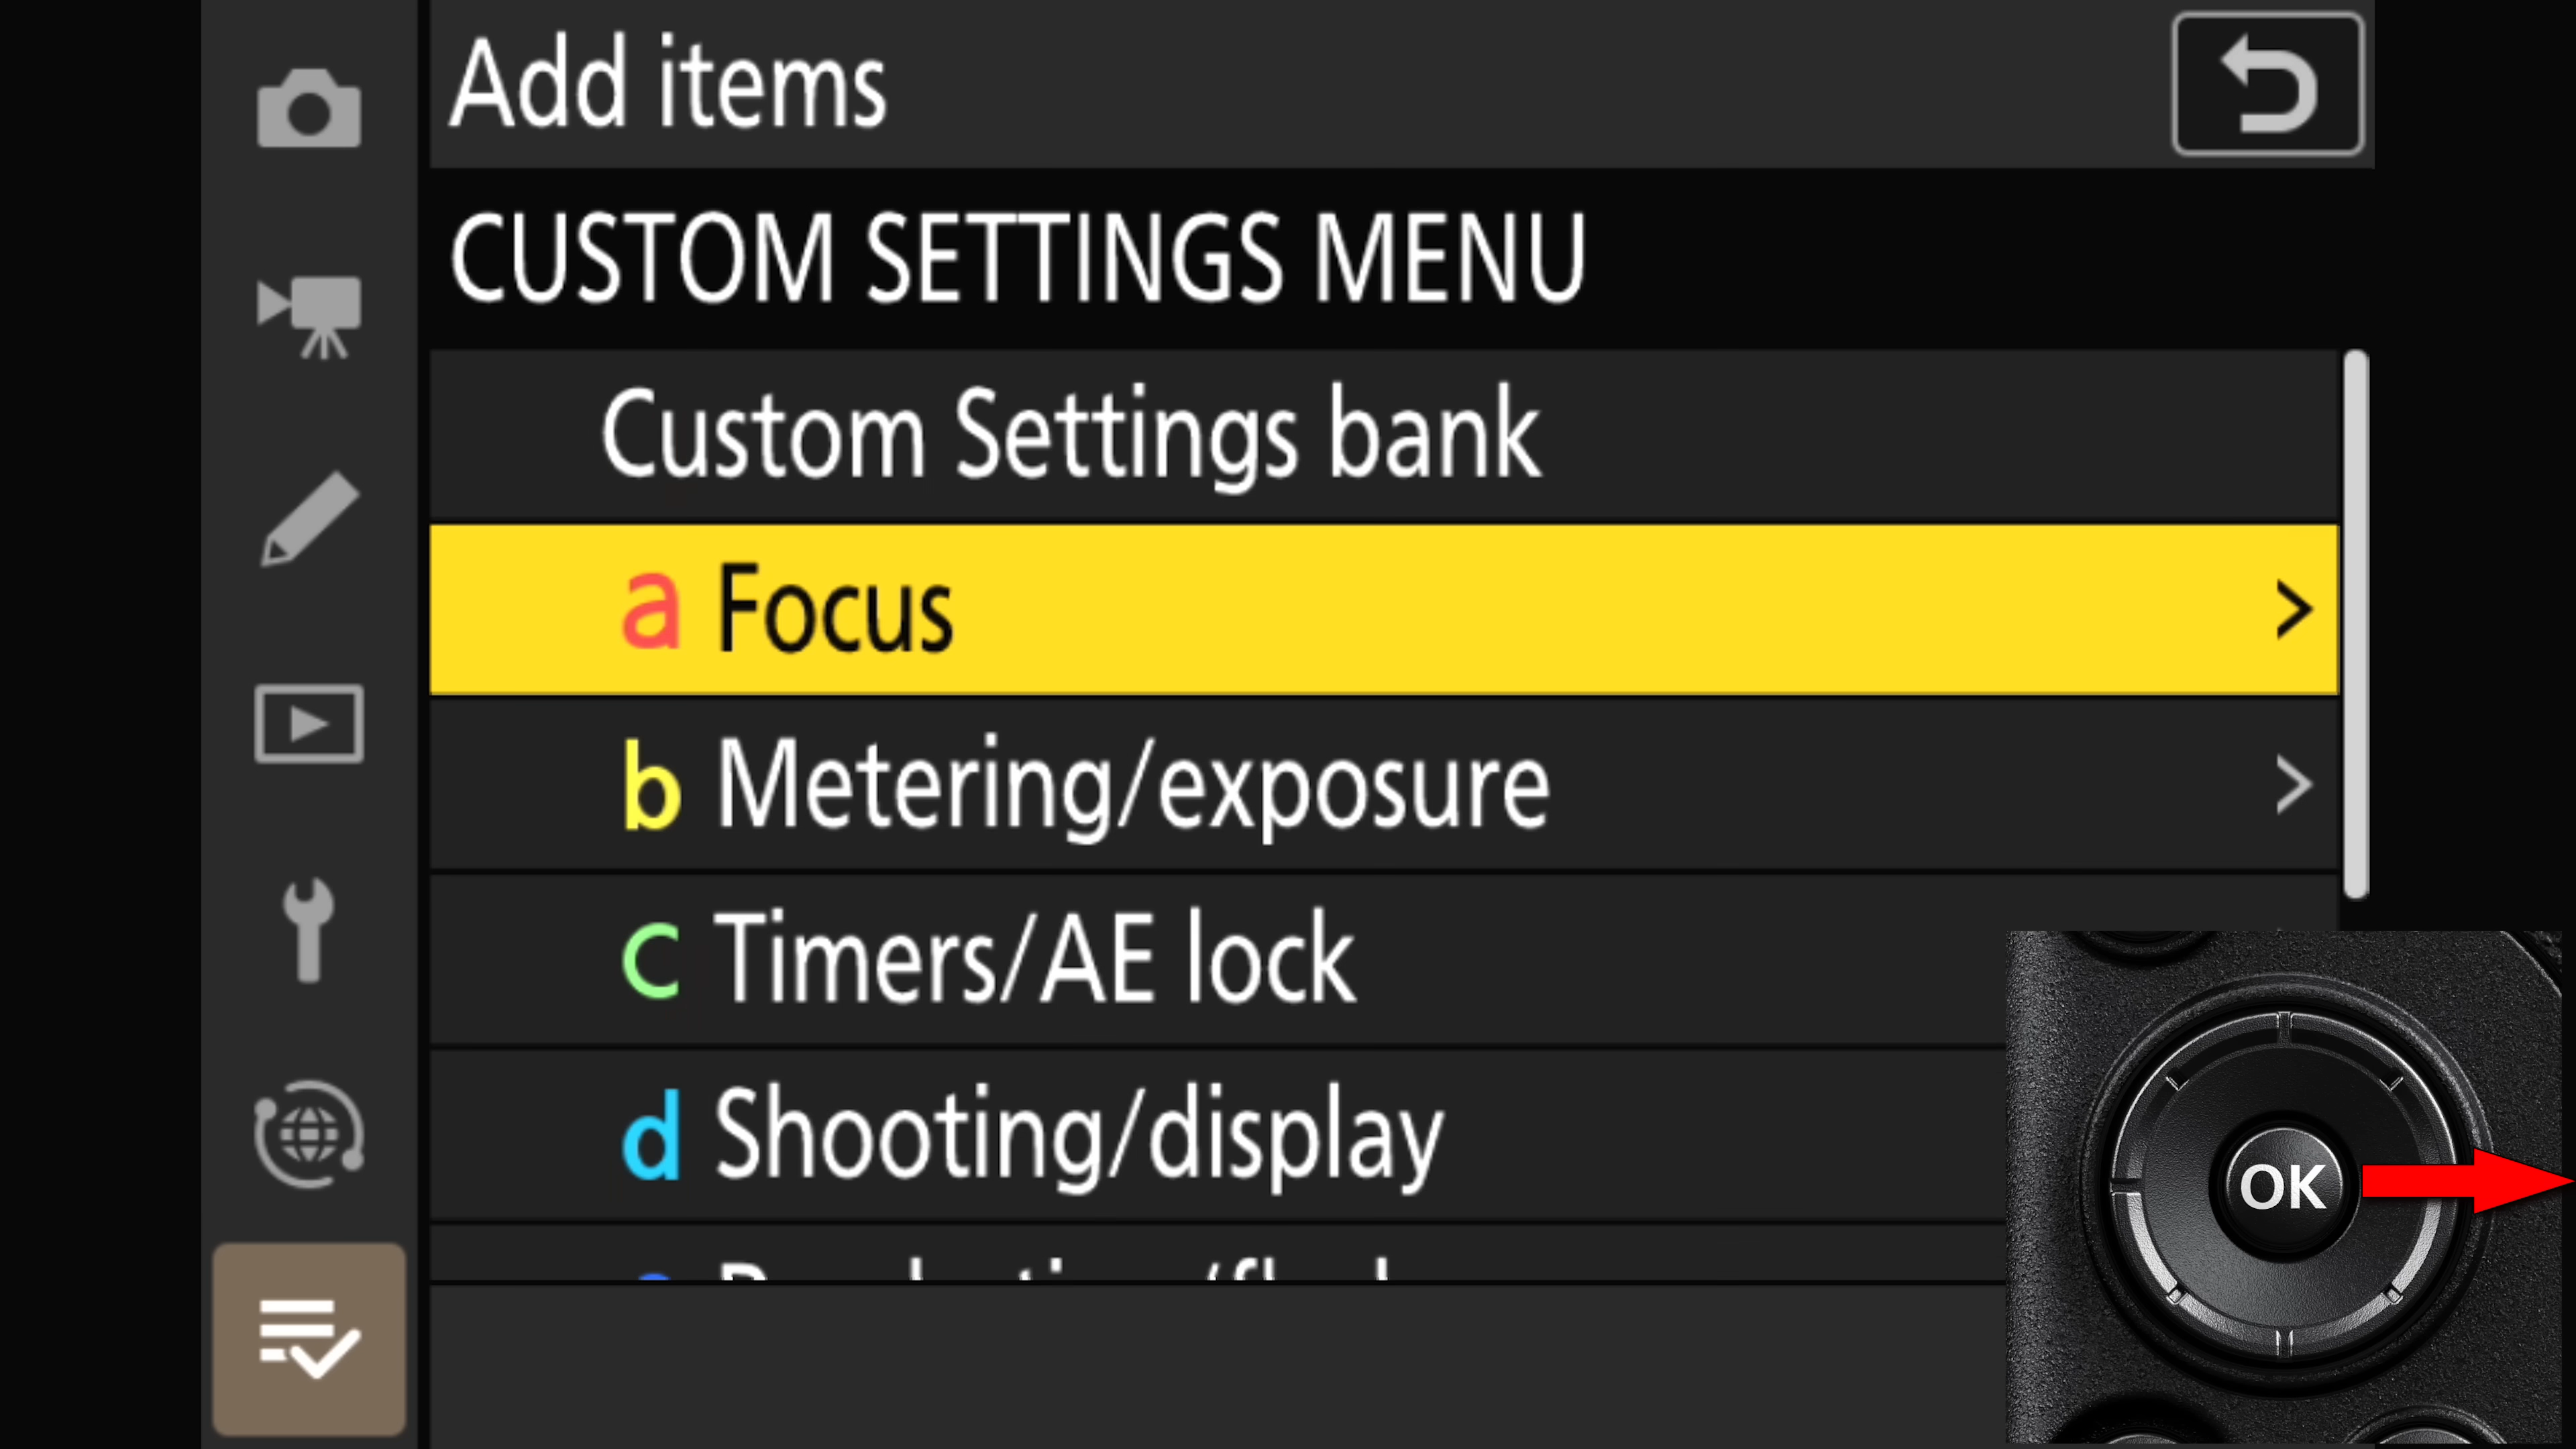 Add items
CUSTOM SETTINGS MENU
Custom Settings bank
a Focus
b Metering/exposure
c Timers/AE lock
d Shooting/display
OK